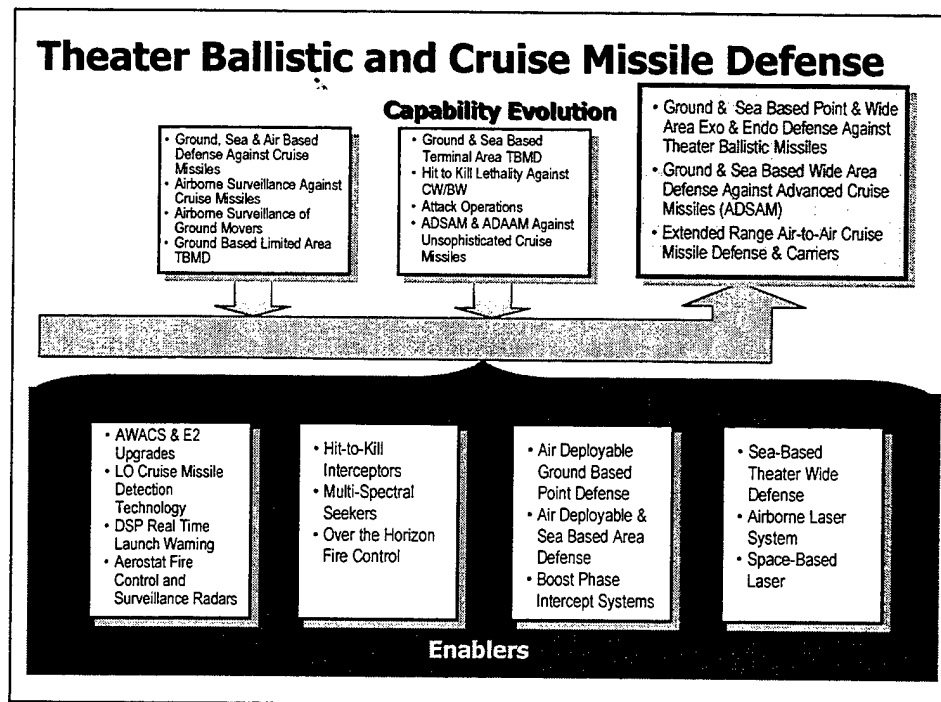 Theater Ballistic and Cruise Missile Defense
Capability Evolution
• Ground, Sea & Air Based
Defense Against Cruise
Missiles
• Airborne Surveillance Against
Cruise Missiles
• Airborne Surveillance of
Ground Movers
• Ground Based Limited Area
TBMD
• Ground & Sea Based
Terminal Area TBMD
• Hit to Kill Lethality Against
CW/BW
• Attack Operations
• ADSAM & ADAAM Against
Unsophisticated Cruise
Missiles
• Ground & Sea Based Point & Wide
Area Exo & Endo Defense Against
Theater Ballistic Missiles
• Ground & Sea Based Wide Area
Defense Against Advanced Cruise
Missiles (ADSAM)
• Extended Range Air-to-Air Cruise
Missile Defense & Carriers
• AWACS & E2
Upgrades
• LO Cruise Missile
Detection
Technology
• DSP Real Time
Launch Warning
• Aerostat Fire
Control and
Surveillance Radars
• Hit-to-Kill
Interceptors
• Multi-Spectral
Seekers
• Over the Horizon
Fire Control
• Air Deployable
Ground Based
Point Defense
• Air Deployable &
Sea Based Area
Defense
• Boost Phase
Intercept Systems
• Sea-Based
Theater Wide
Defense
• Airborne Laser
System
• Space-Based
Laser
Enablers